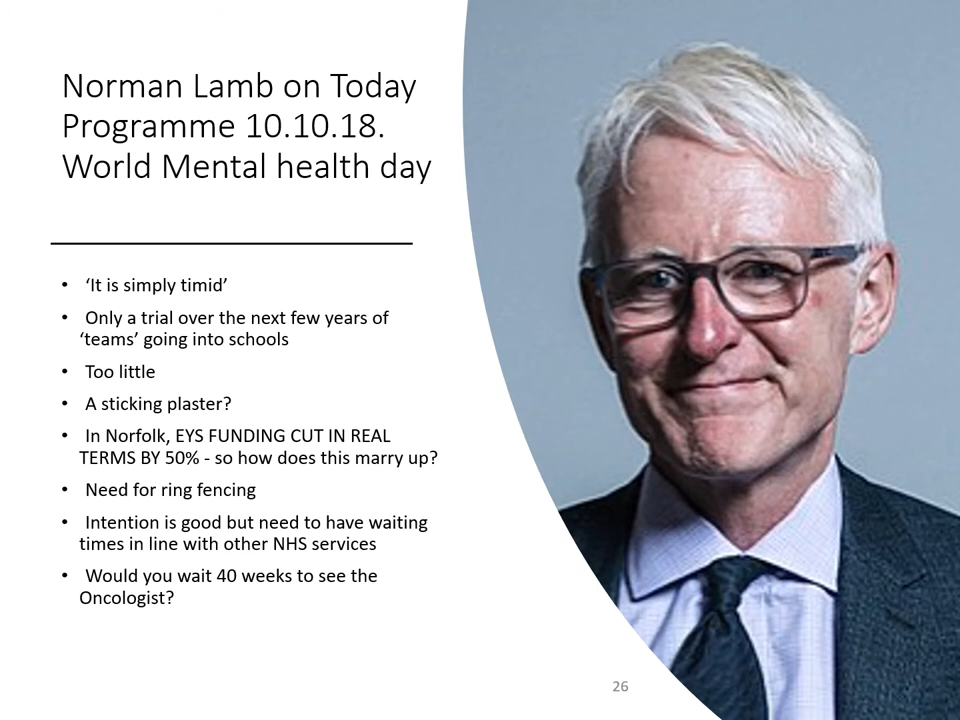 Norman Lamb on Today
Programme 10.10.18.
World Mental health day
• ‘It is simply timid’
• Only a trial over the next few years of
‘teams’ going into schools
• Too little
• A sticking plaster?
• In Norfolk, EYS FUNDING CUT IN REAL
TERMS BY 50% - so how does this marry up?
• Need for ring fencing
• Intention is good but need to have waiting
times in line with other NHS services
• Would you wait 40 weeks to see the
Oncologist?
26